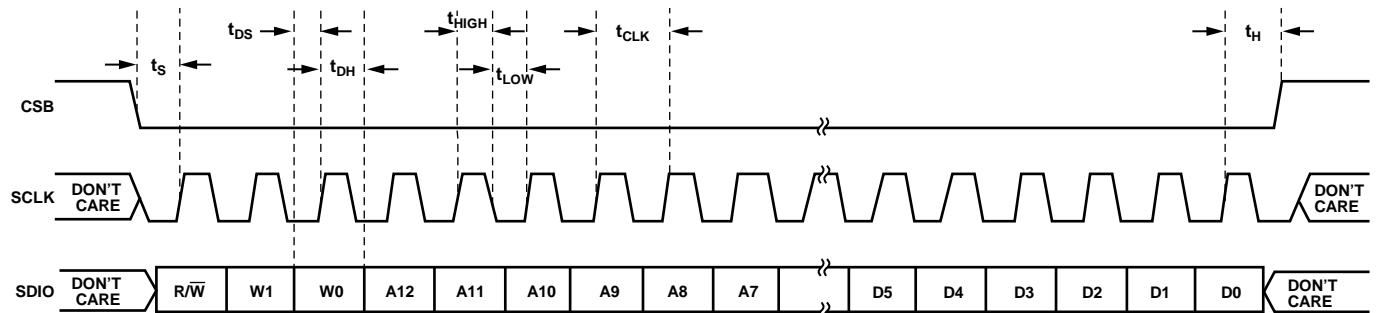 tDS
tHIGH
tCLK
tH
tS
tDH
tLOW
CSB
SCLK
DON'T CARE
DON'T CARE
SDIO
DON'T CARE
R/W̅
W1
W0
A12
A11
A10
A9
A8
A7
D5
D4
D3
D2
D1
D0
DON'T CARE